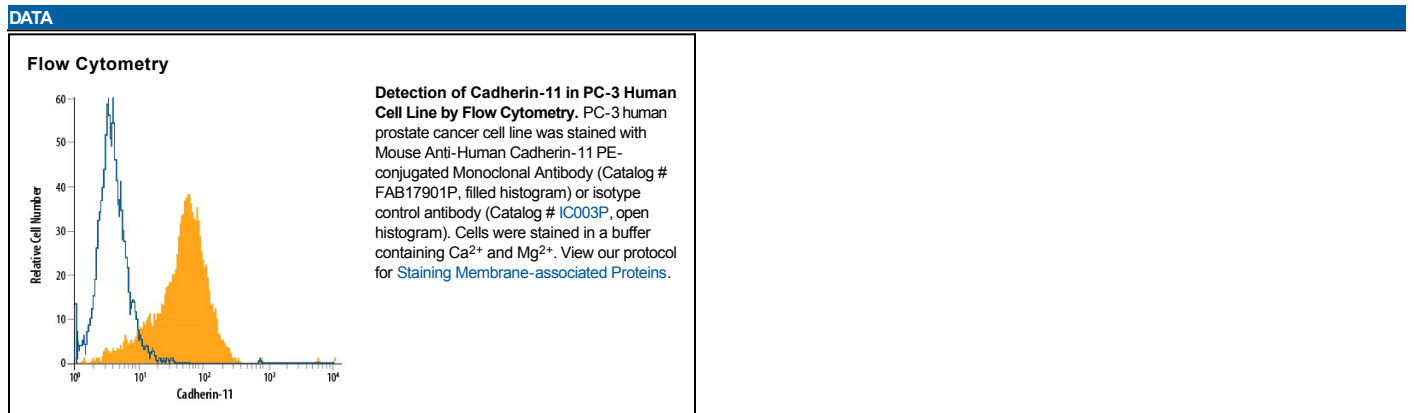 DATA
Flow Cytometry
Detection of Cadherin-11 in PC-3 Human
Cell Line by Flow Cytometry. PC-3 human
prostate cancer cell line was stained with
Mouse Anti-Human Cadherin-11 PE-
conjugated Monoclonal Antibody (Catalog #
FAB17901P, filled histogram) or isotype
control antibody (Catalog # IC003P, open
histogram). Cells were stained in a buffer
containing Ca²⁺ and Mg²⁺. View our protocol
for Staining Membrane-associated Proteins.
Relative Cell Number
60
50
40
30
20
10
0
10⁰ 10¹ 10² 10³ 10⁴
Cadherin-11